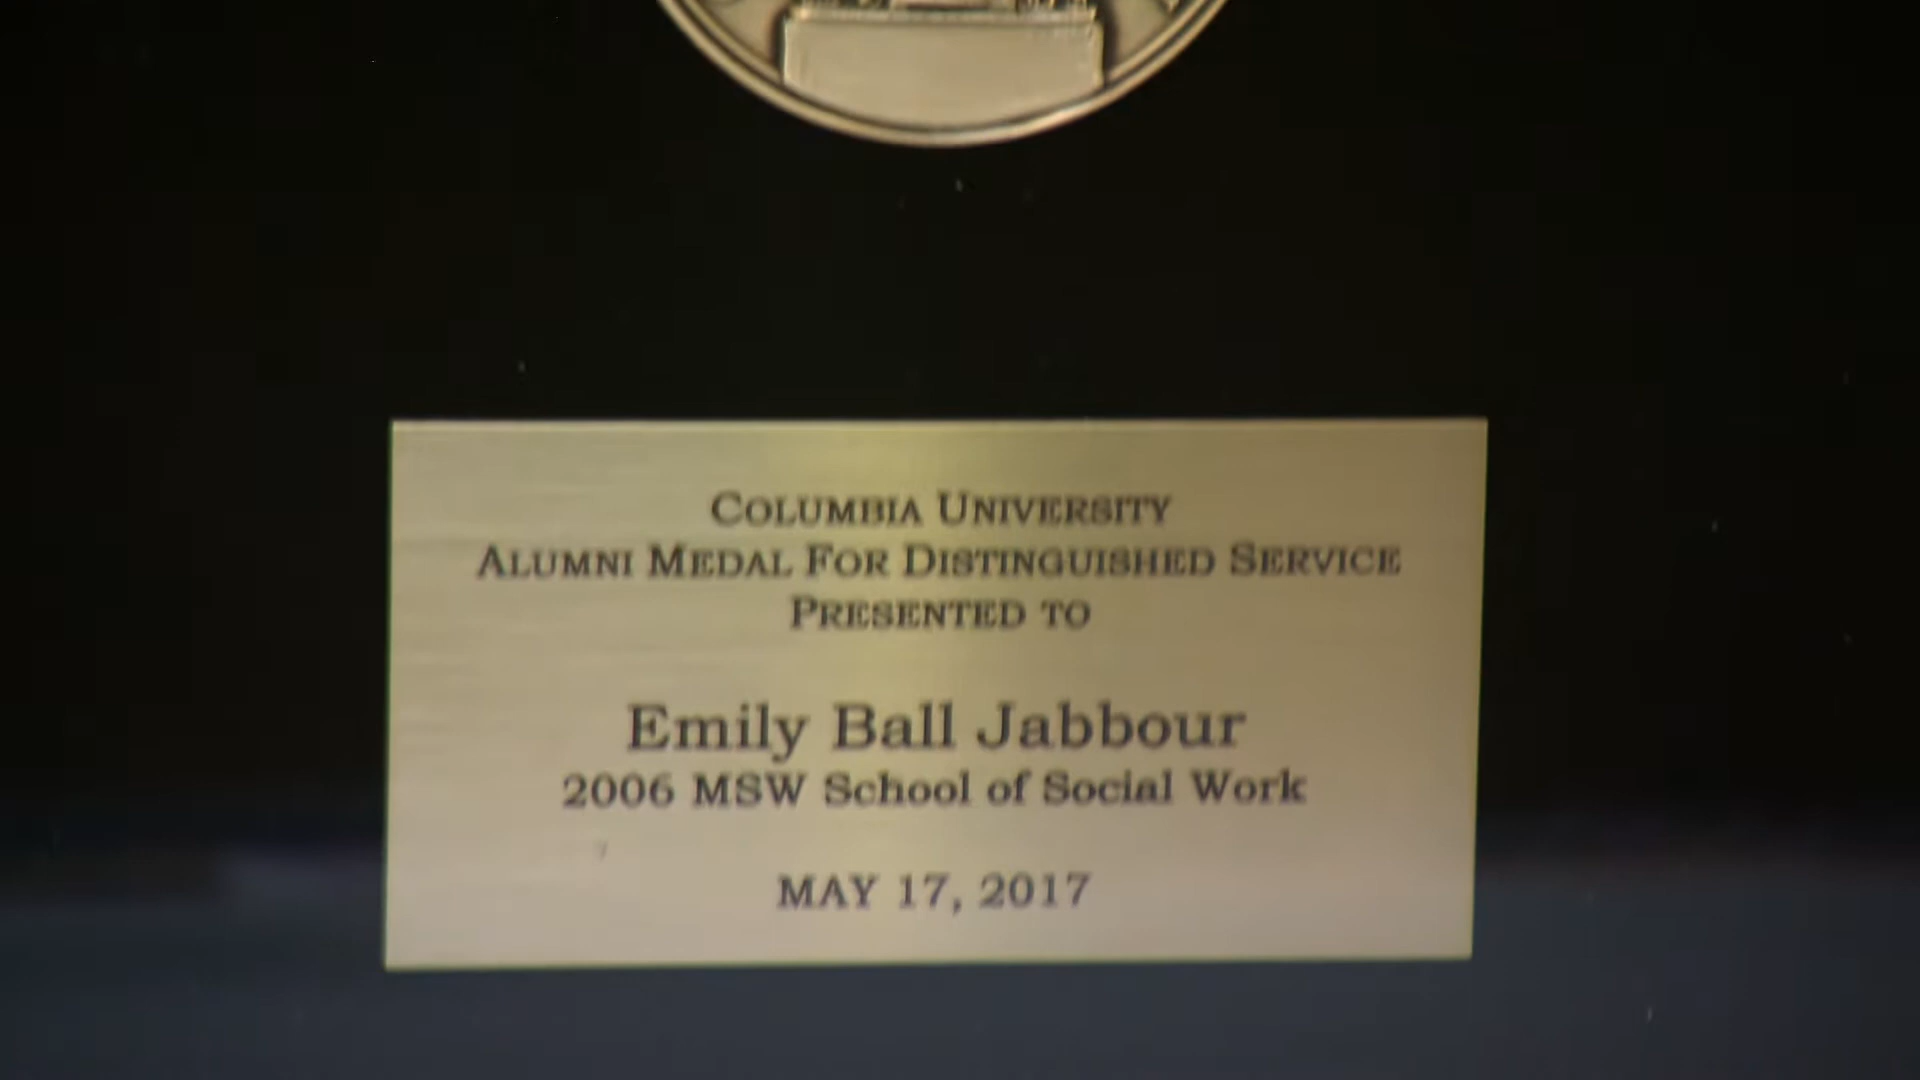 COLUMBIA UNIVERSITY
ALUMNI MEDAL FOR DISTINGUISHED SERVICE
PRESENTED TO
Emily Ball Jabbour
2006 MSW School of Social Work
MAY 17, 2017